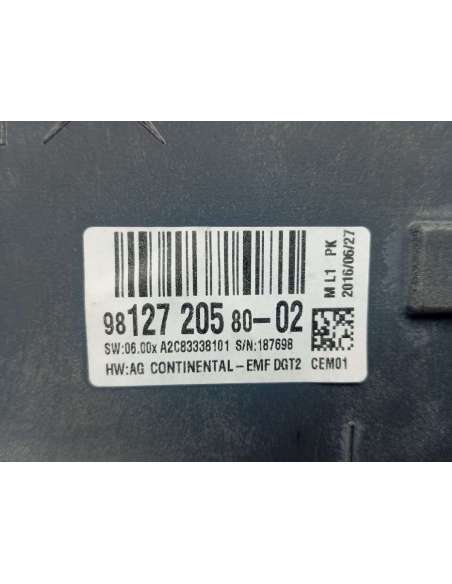 98127 205 80-02
SW:06.00x A2C83338101 S/N:187698
HW:AG CONTINENTAL-EMF DGT2 CEM01
M L1 PK
2016/06/27